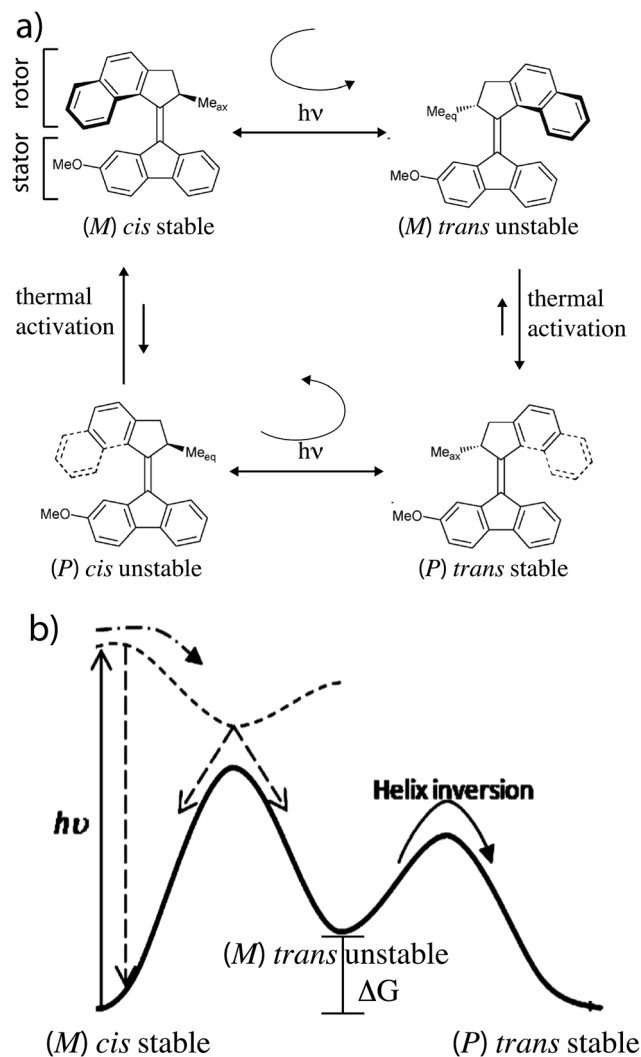 a)
rotor
stator
Me_ax
MeO
(M) cis stable
hν
Me_eq
MeO
(M) trans unstable
thermal
activation
thermal
activation
Me_eq
MeO
(P) cis unstable
hν
Me_ax
MeO
(P) trans stable
b)
hυ
Helix inversion
(M) trans unstable
ΔG
(M) cis stable
(P) trans stable